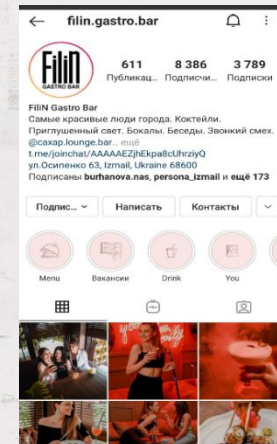 filin.gastro.bar
Filin
GASTRO BAR
611 8 386 3 789
Публикац... Подписчи... Подписки
FiliN Gastro Bar
Самые красивые люди города. Коктейли.
Приглушенный свет. Бокалы. Беседы. Звонкий смех.
@caxap.lounge.bar... ещё
t.me/joinchat/AAAAAEZjhEkpa8cUhrziyQ
ул.Осипенко 63, Izmail, Ukraine 68600
Подписаны burhanova.nas, persona_izmail и ещё 173
Подпис... Написать Контакты
Menu Вакансии Drink You